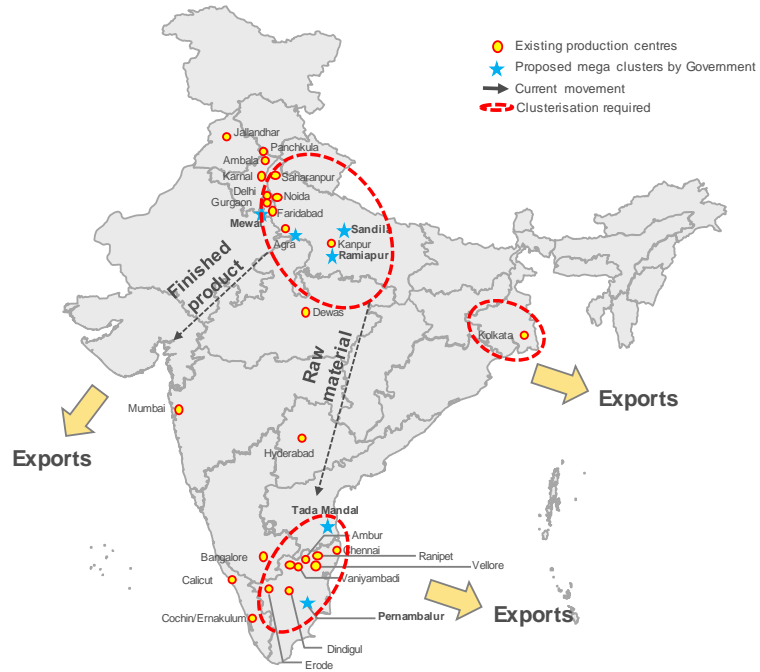 Existing production centres
Proposed mega clusters by Government
Current movement
Clusterisation required
Jallandhar
Panchkula
Ambala
Karnal
Saharanpur
Delhi
Noida
Gurgaon
Faridabad
Mewat
Sandila
Agra
Kanpur
Ramiapur
Finished
product
Dewas
Raw
material
Kolkata
Exports
Mumbai
Exports
Hyderabad
Tada Mandal
Ambur
Chennai
Bangalore
Ranipet
Vellore
Calicut
Vaniyambadi
Exports
Pernambalur
Cochin/Ernakulum
Dindigul
Erode